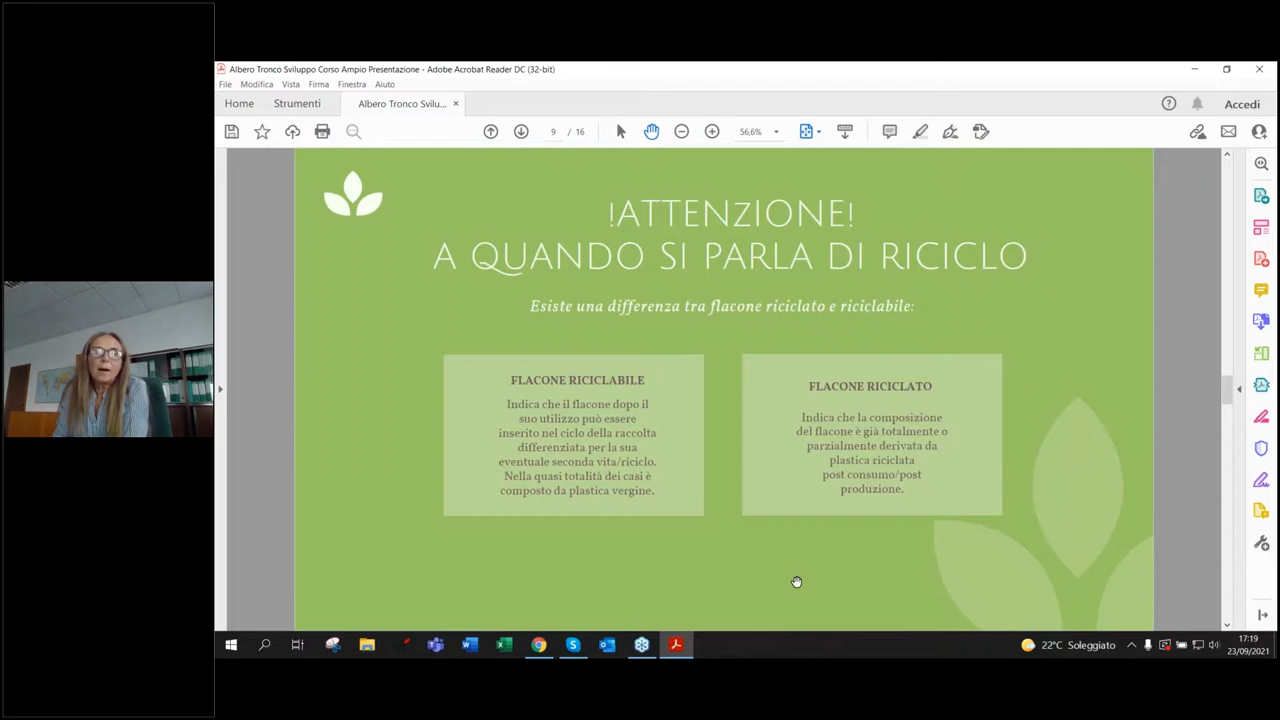 Albero Tronco Sviluppo Corso Ampio Presentazione - Adobe Acrobat Reader DC (32-bit)
File Modifica Vista Firma Finestra Aiuto
Home Strumenti Albero Tronco Svilu... × Accedi
9 / 16 56,6%
!ATTENZIONE!
A QUANDO SI PARLA DI RICICLO
Esiste una differenza tra flacone riciclato e riciclabile:
FLACONE RICICLABILE
Indica che il flacone dopo il
suo utilizzo può essere
inserito nel ciclo della raccolta
differenziata per la sua
eventuale seconda vita/riciclo.
Nella quasi totalità dei casi è
composto da plastica vergine.
FLACONE RICICLATO
Indica che la composizione
del flacone è già totalmente o
parzialmente derivata da
plastica riciclata
post consumo/post
produzione.
22°C Soleggiato
17:19
23/09/2021